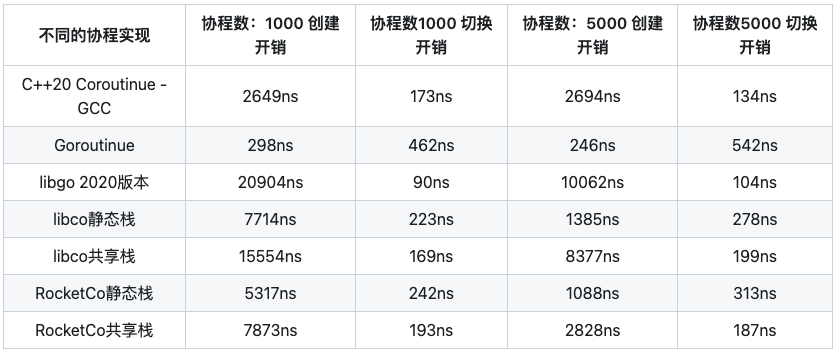 不同的协程实现
协程数：1000 创建
开销
协程数1000 切换
开销
协程数：5000 创建
开销
协程数5000 切换
开销
C++20 Coroutinue -
GCC
2649ns
173ns
2694ns
134ns
Goroutinue
298ns
462ns
246ns
542ns
libgo 2020版本
20904ns
90ns
10062ns
104ns
libco静态栈
7714ns
223ns
1385ns
278ns
libco共享栈
15554ns
169ns
8377ns
199ns
RocketCo静态栈
5317ns
242ns
1088ns
313ns
RocketCo共享栈
7873ns
193ns
2828ns
187ns